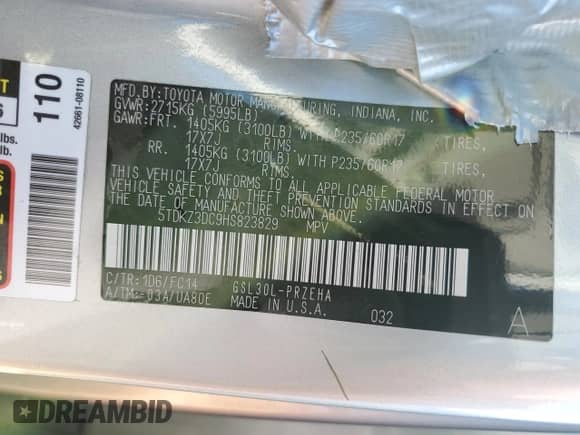 MFD.BY:TOYOTA MOTOR MANUFACTURING, INDIANA, INC.
GVWR:2715KG (5995LB)
GAWR:FRT. 1405KG (3100LB) WITH P235/60R17 TIRES,
17X7J RIMS.
RR. 1405KG (3100LB) WITH P235/60R17 TIRES,
17X7J RIMS.
THIS VEHICLE CONFORMS TO ALL APPLICABLE FEDERAL MOTOR
VEHICLE SAFETY AND THEFT PREVENTION STANDARDS IN EFFECT ON
THE DATE OF MANUFACTURE SHOWN ABOVE.
5TDKZ3DC9HS823829 MPV
C/TR:1D6/FC14 GSL30L-PRZEHA
A/TM:-03A/UA80E MADE IN U.S.A. 032
A
110
42661-08110
lbs.
lb.
DREAMBID